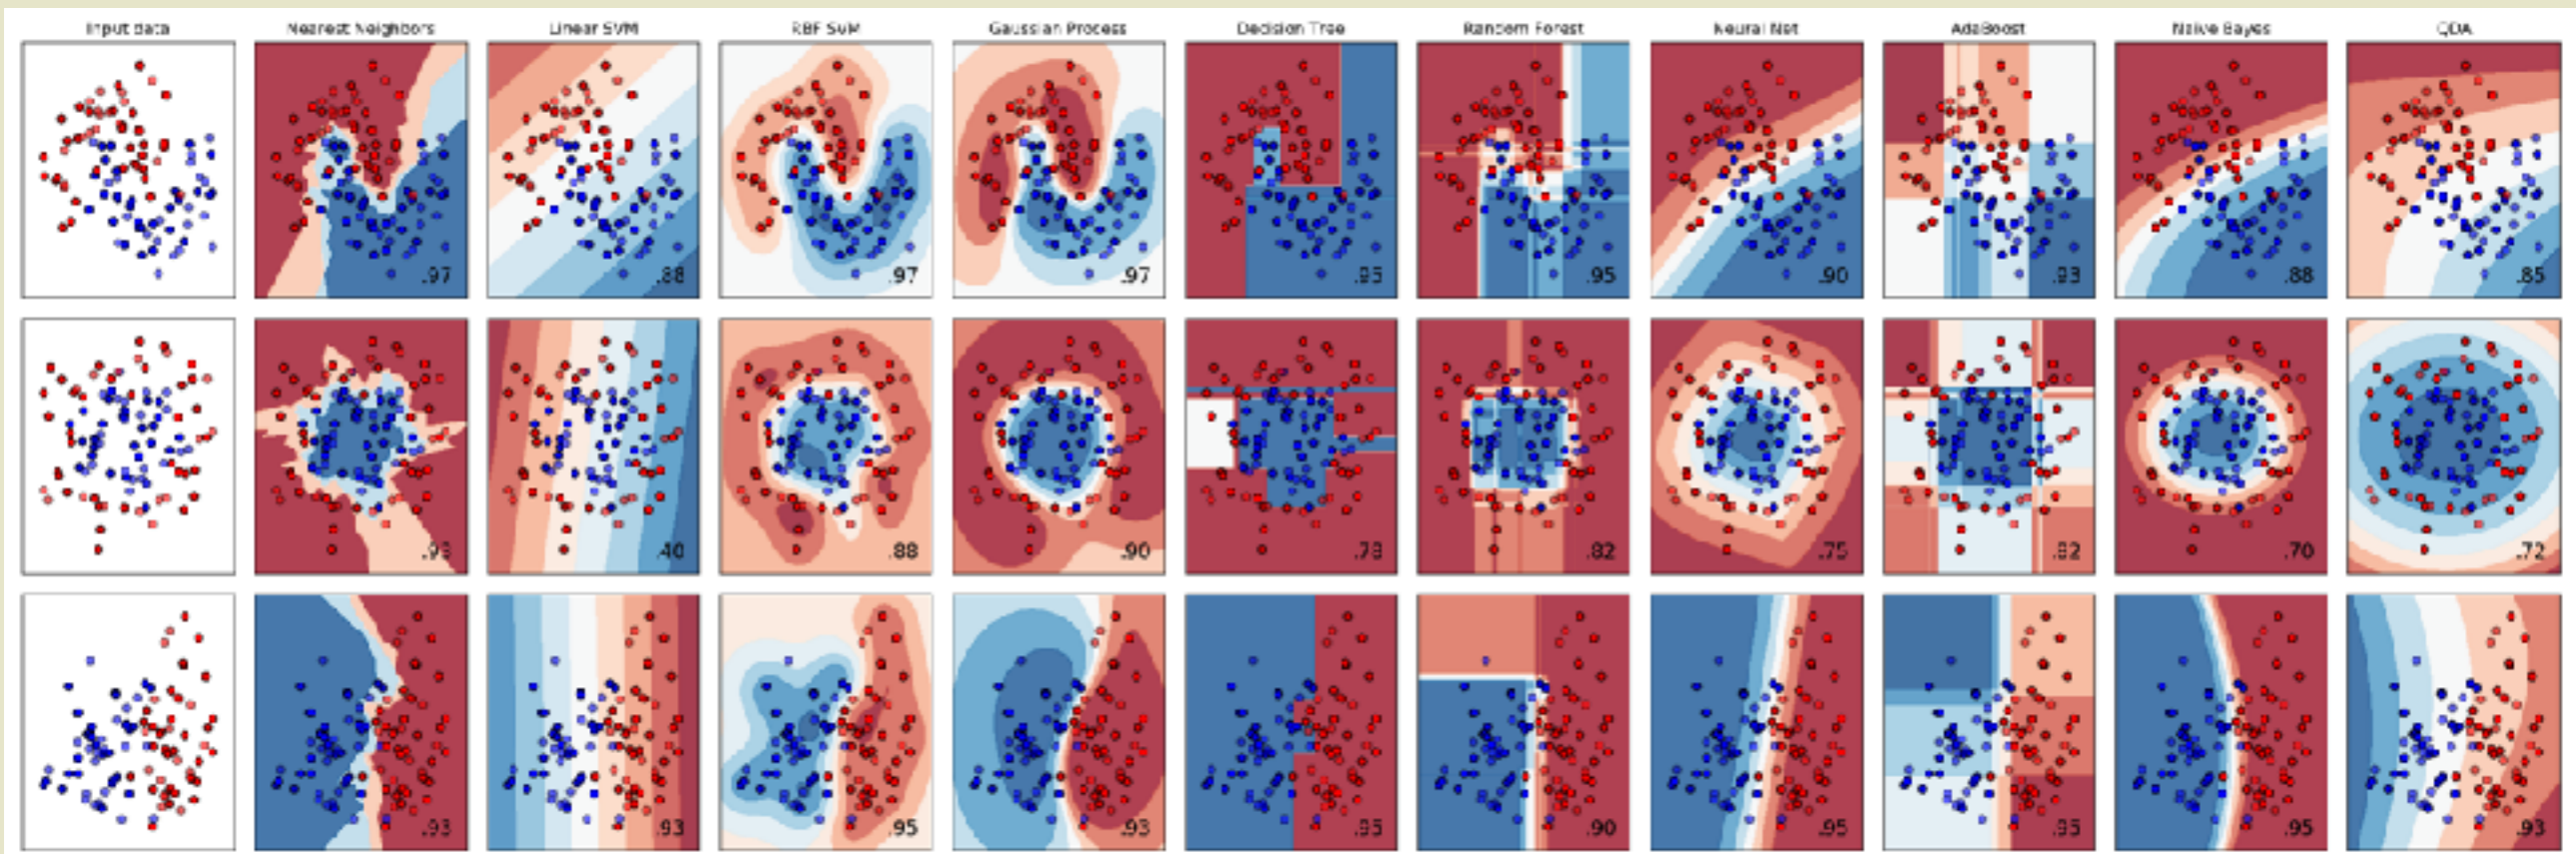 Input data Nearest Neighbors Linear SVM RBF SVM Gaussian Process Decision Tree Random Forest Neural Net AdaBoost Naive Bayes QDA
.97 .88 .97 .97 .95 .95 .90 .93 .88 .85
.93 .40 .88 .90 .78 .82 .75 .82 .70 .72
.93 .93 .95 .93 .95 .90 .95 .95 .95 .93